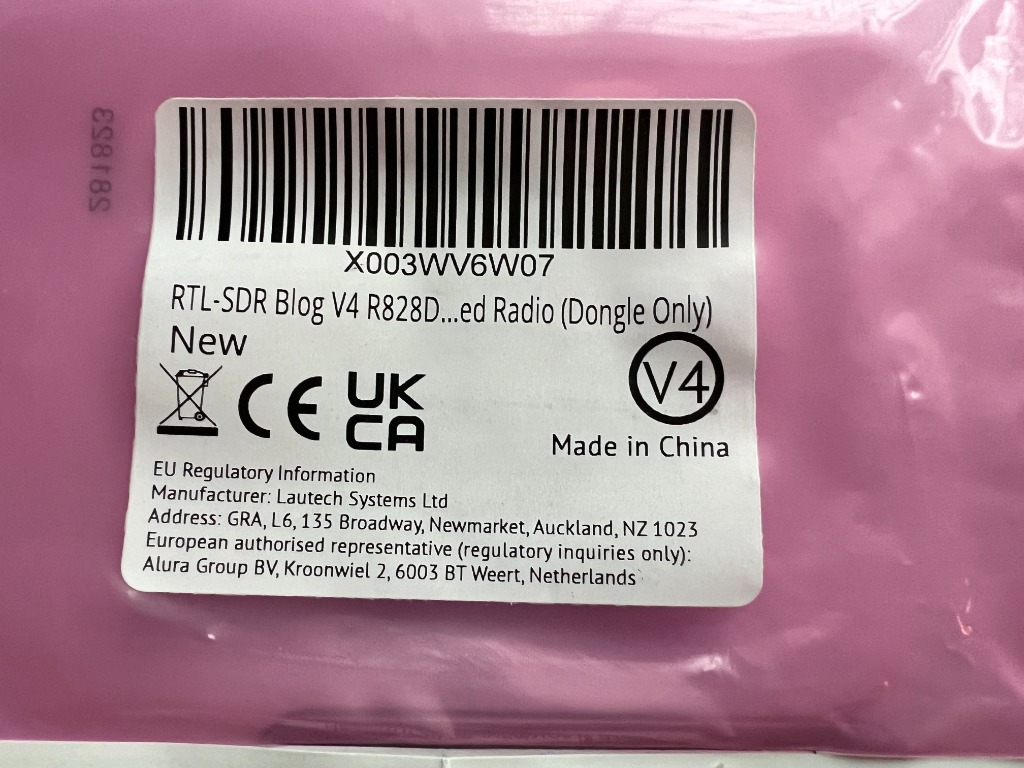 X003WV6W07
RTL-SDR Blog V4 R828D...ed Radio (Dongle Only)
New
V4
CE UK
CA
Made in China
EU Regulatory Information
Manufacturer: Lautech Systems Ltd
Address: GRA, L6, 135 Broadway, Newmarket, Auckland, NZ 1023
European authorised representative (regulatory inquiries only):
Alura Group BV, Kroonwiel 2, 6003 BT Weert, Netherlands
281823